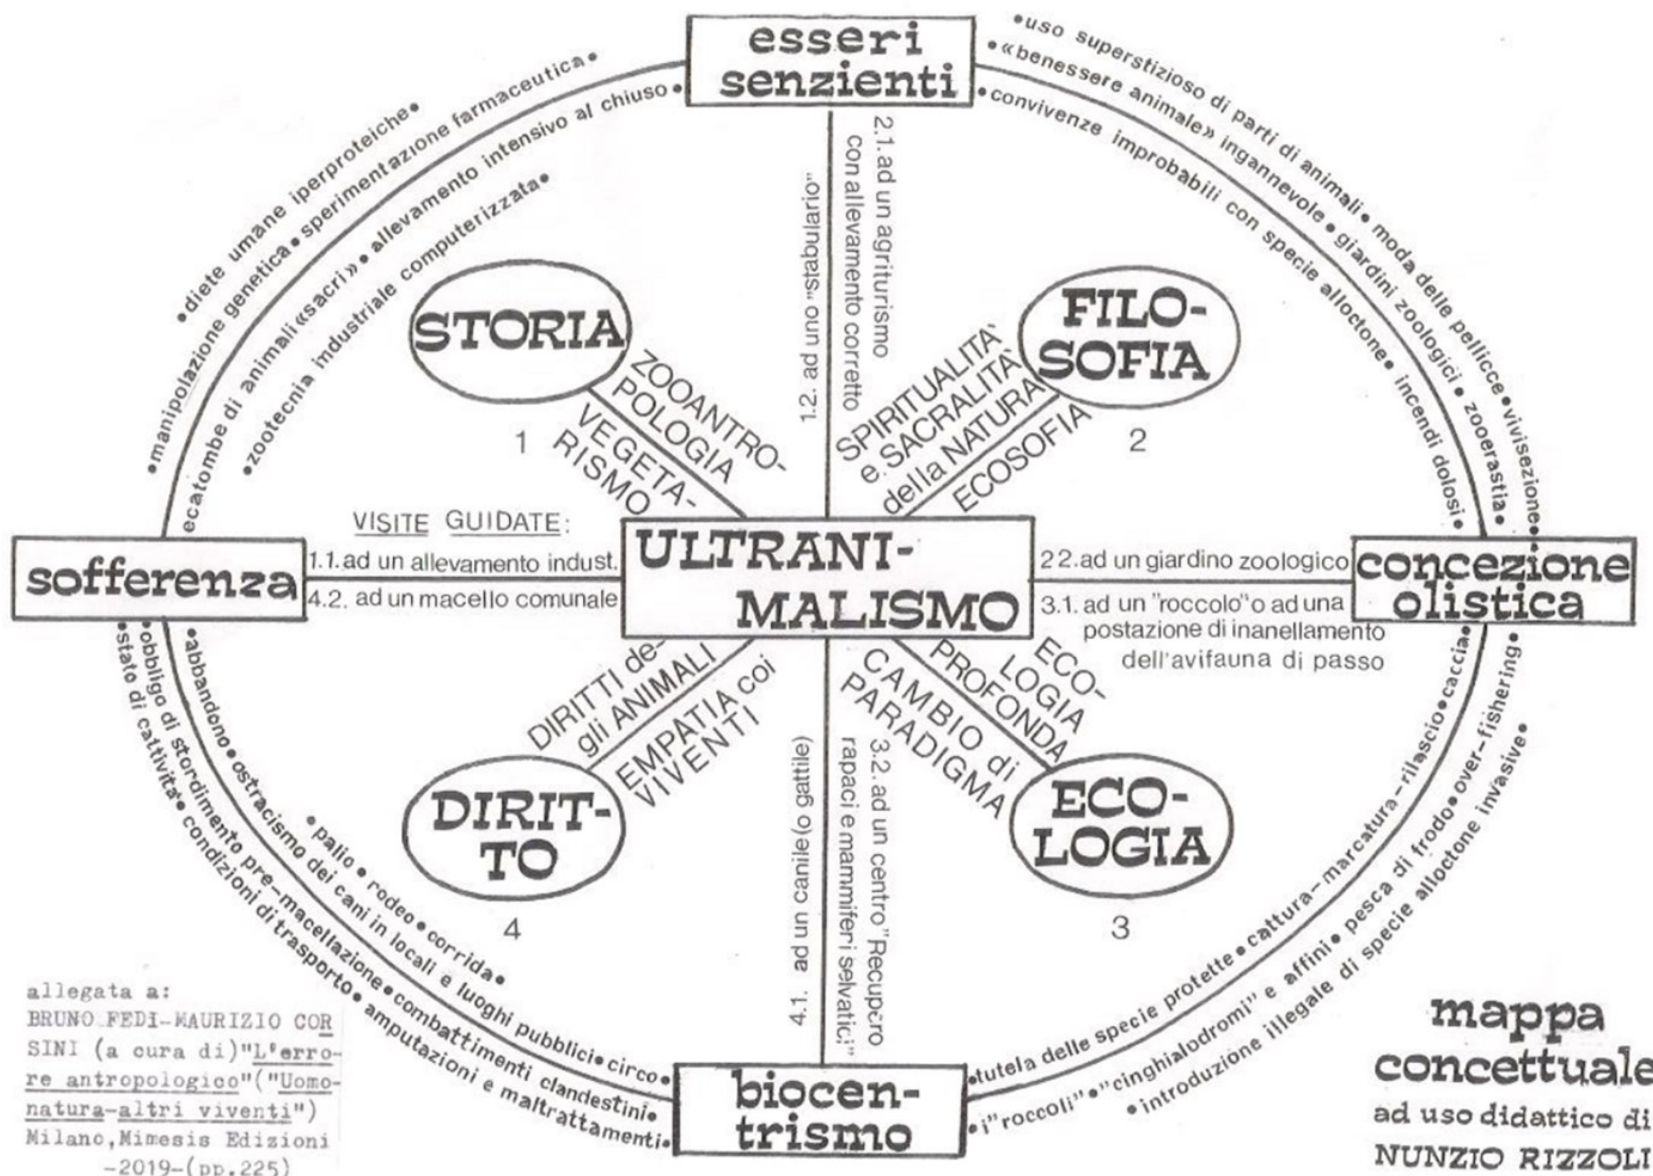 esseri
senzienti
•diete umane iperproteiche•
•manipolazione genetica•sperimentazione farmaceutica•
ecatombe di animali «sacri»•allevamento intensivo al chiuso•
•zootecnia industriale computerizzata•
•uso superstizioso di parti di animali•moda delle pellicce•vivisezione•
•«benessere animale» ingannevole•giardini zoologici•zooerastia•
•convivenze improbabili con specie alloctone•incendi dolosi•
STORIA
1
ZOOANTRO-
POLOGIA
VEGETA-
RISMO
1.2. ad uno "stabulario"
2.1. ad un agriturismo
con allevamento corretto
FILO-
SOFIA
2
SPIRITUALITÀ
e SACRALITÀ
della NATURA
ECOSOFIA
sofferenza
VISITE GUIDATE:
1.1. ad un allevamento indust.
4.2. ad un macello comunale
ULTRANI-
MALISMO
2 2. ad un giardino zoologico
3.1. ad un "roccolo" o ad una
postazione di inanellamento
dell'avifauna di passo
concezione
olistica
DIRITTI de-
gli ANIMALI
EMPATIA coi
VIVENTI
DIRIT-
TO
4
4.1. ad un canile (o gattile)
3.2. ad un centro "Recupero
rapaci e mammiferi selvatici"
ECO-
LOGIA
PROFONDA
CAMBIO di
PARADIGMA
ECO-
LOGIA
3
•palio•rodeo•corrida•
•abbandono•ostracismo dei cani in locali e luoghi pubblici•circo•
•obbligo di stordimento pre-macellazione•combattimenti clandestini•
•stato di cattività•condizioni di trasporto•amputazioni e maltrattamenti•
•tutela delle specie protette•cattura-marcatura-rilascio•caccia•
•i "roccoli"•"cinghialodromi" e affini•pesca di frodo•over-fishering•
•introduzione illegale di specie alloctone invasive•
biocen-
trismo
allegata a:
BRUNO FEDI-MAURIZIO COR
SINI (a cura di)"L'erro-
re antropologico"("Uomo-
natura-altri viventi")
Milano,Mimesis Edizioni
-2019-(pp.225)
mappa
concettuale
ad uso didattico di
NUNZIO RIZZOLI